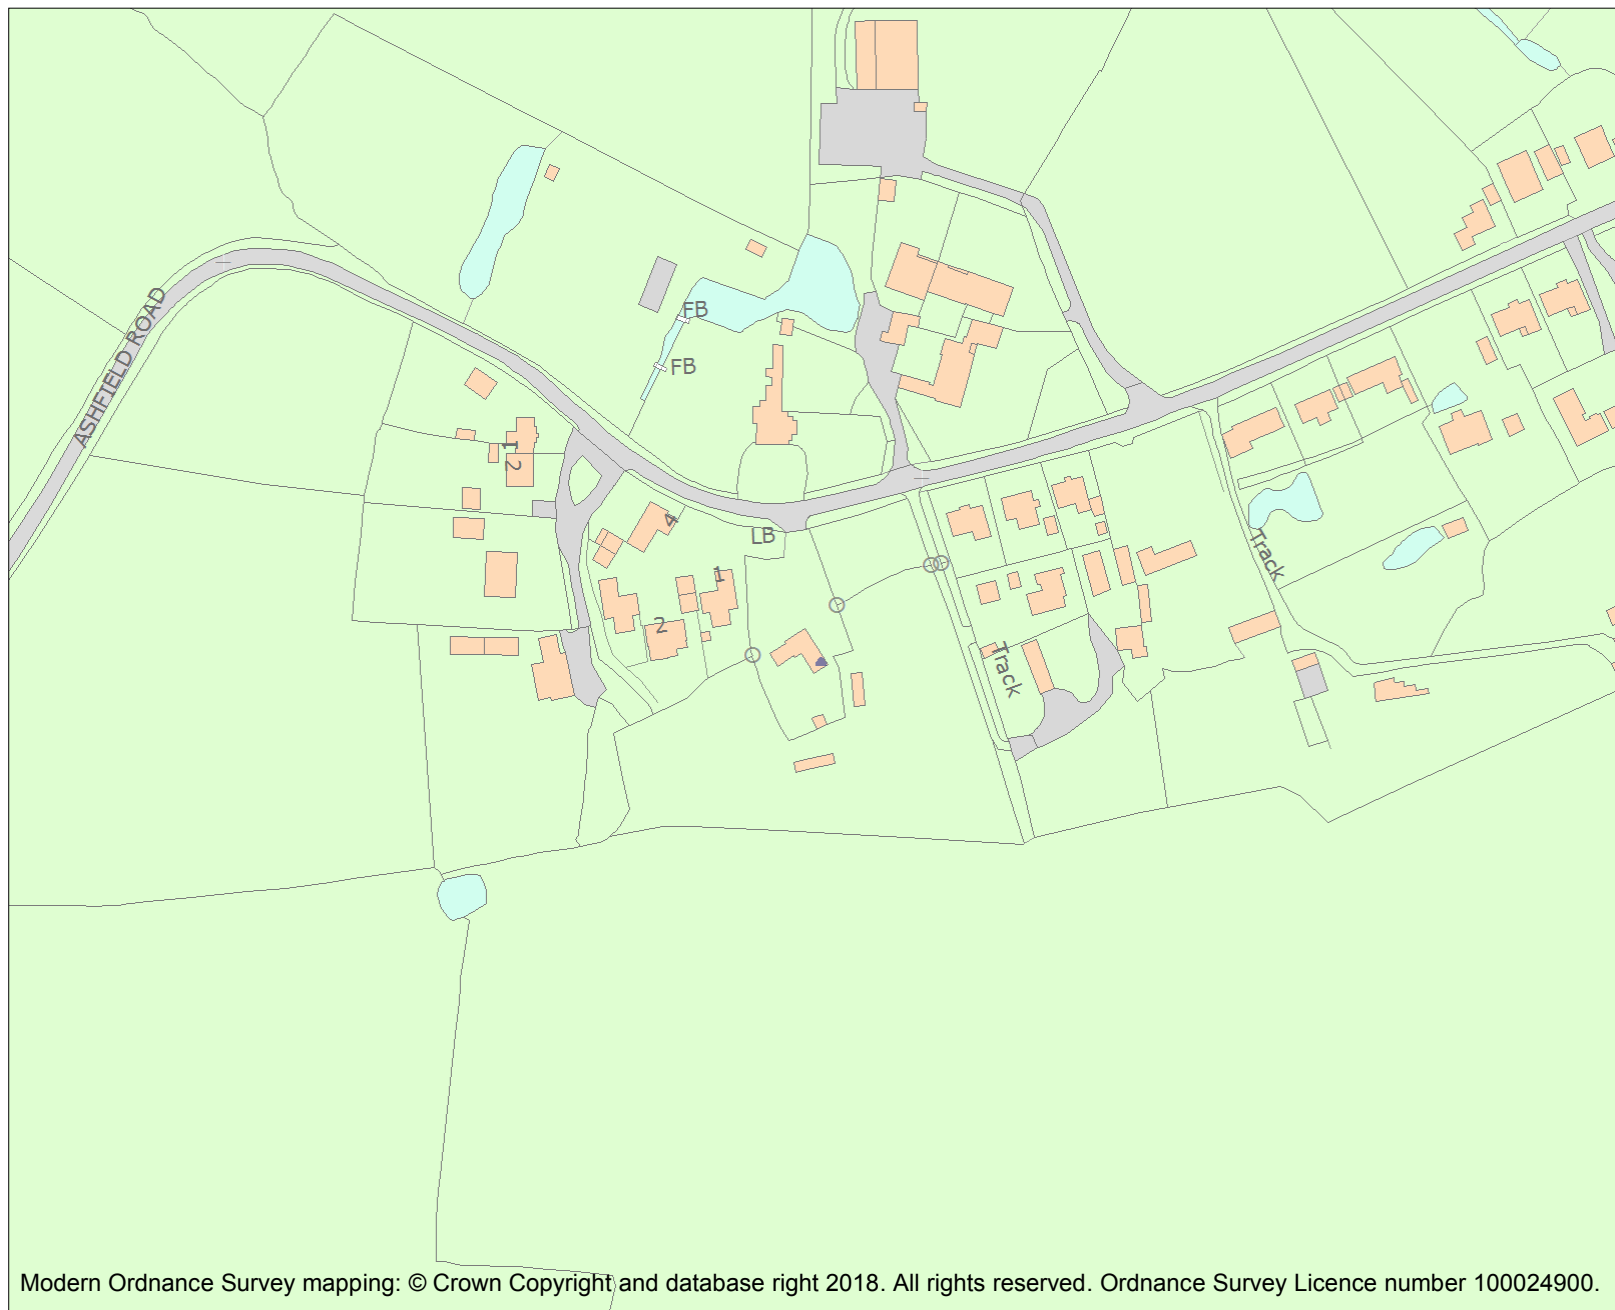 FB
ASHFIELD ROAD
FB
1
2
4
LB
Track
1
2
Track
Modern Ordnance Survey mapping: © Crown Copyright and database right 2018. All rights reserved. Ordnance Survey Licence number 100024900.